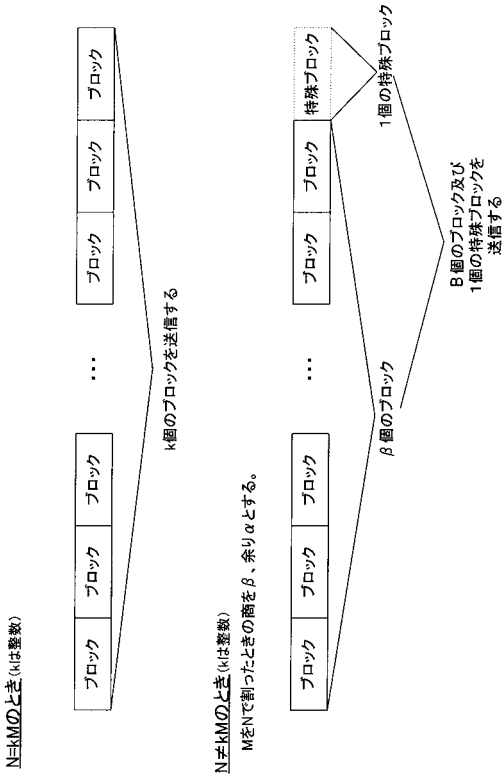 N=kMのとき(kは整数)
ブロック ブロック ブロック ... ブロック ブロック ブロック
k個のブロックを送信する
N≠kMのとき(kは整数)
MをNで割ったときの商をβ、余りαとする。
ブロック ブロック ブロック ... ブロック ブロック 特殊ブロック
β個のブロック
1個の特殊ブロック
B個のブロック及び
1個の特殊ブロックを
送信する